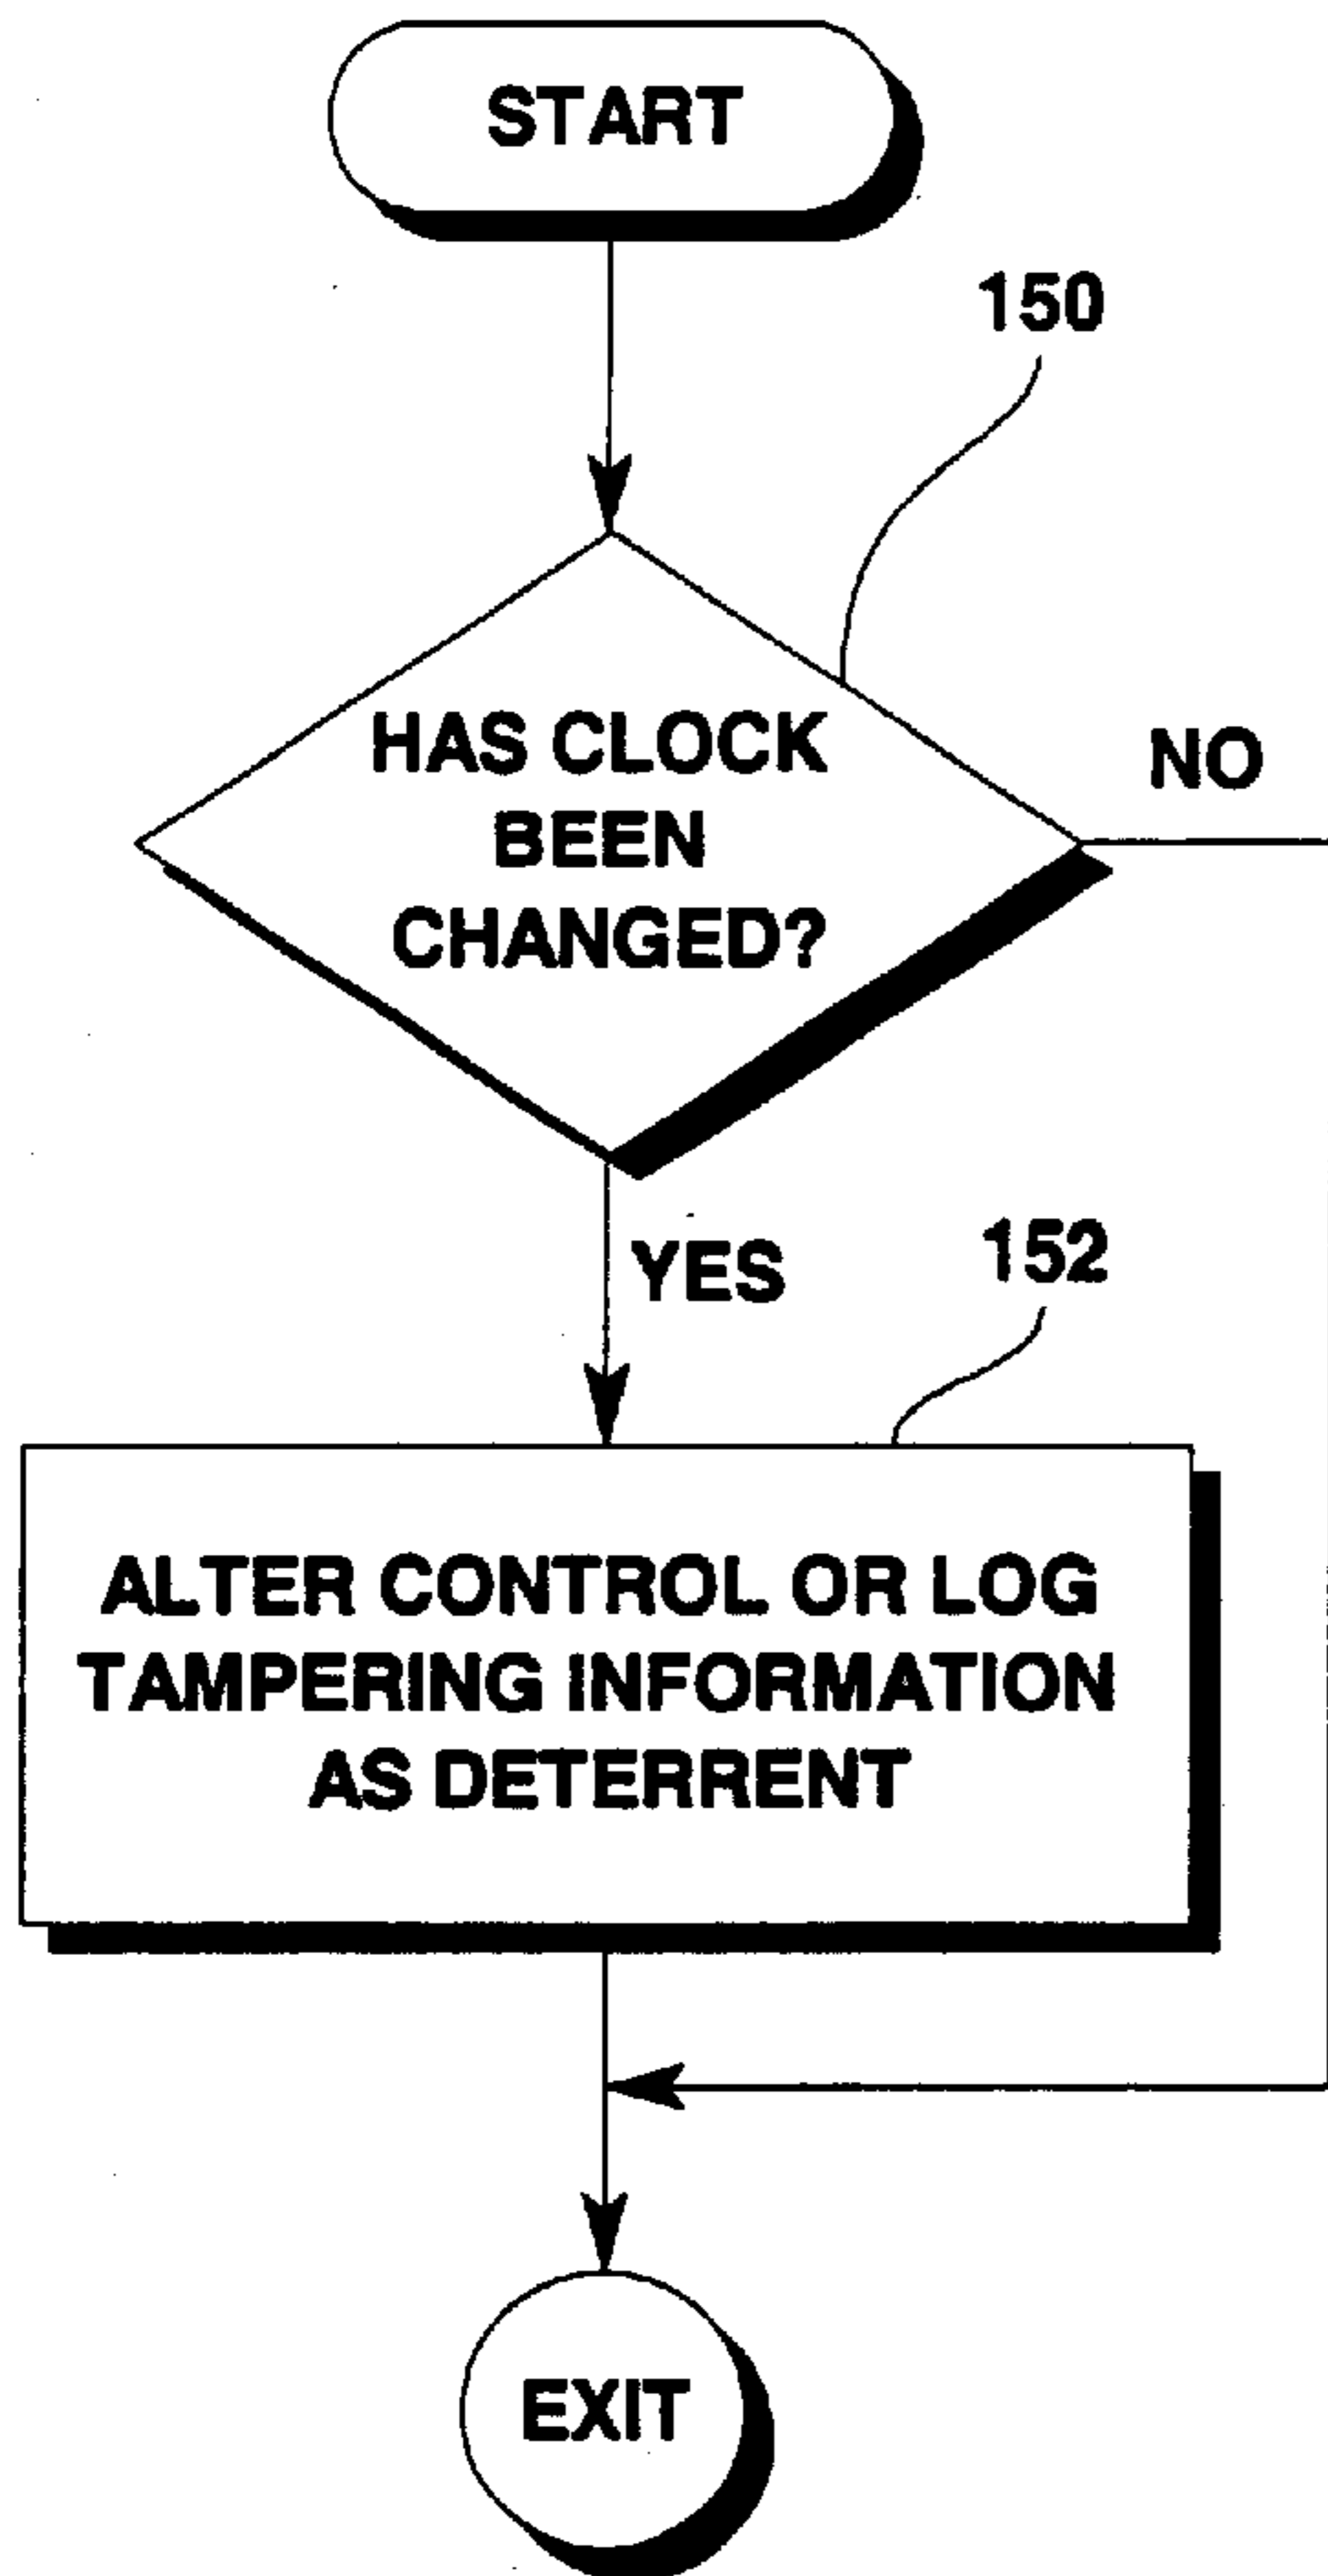 START
150
HAS CLOCK
BEEN
CHANGED?
NO
YES
152
ALTER CONTROL OR LOG
TAMPERING INFORMATION
AS DETERRENT
EXIT